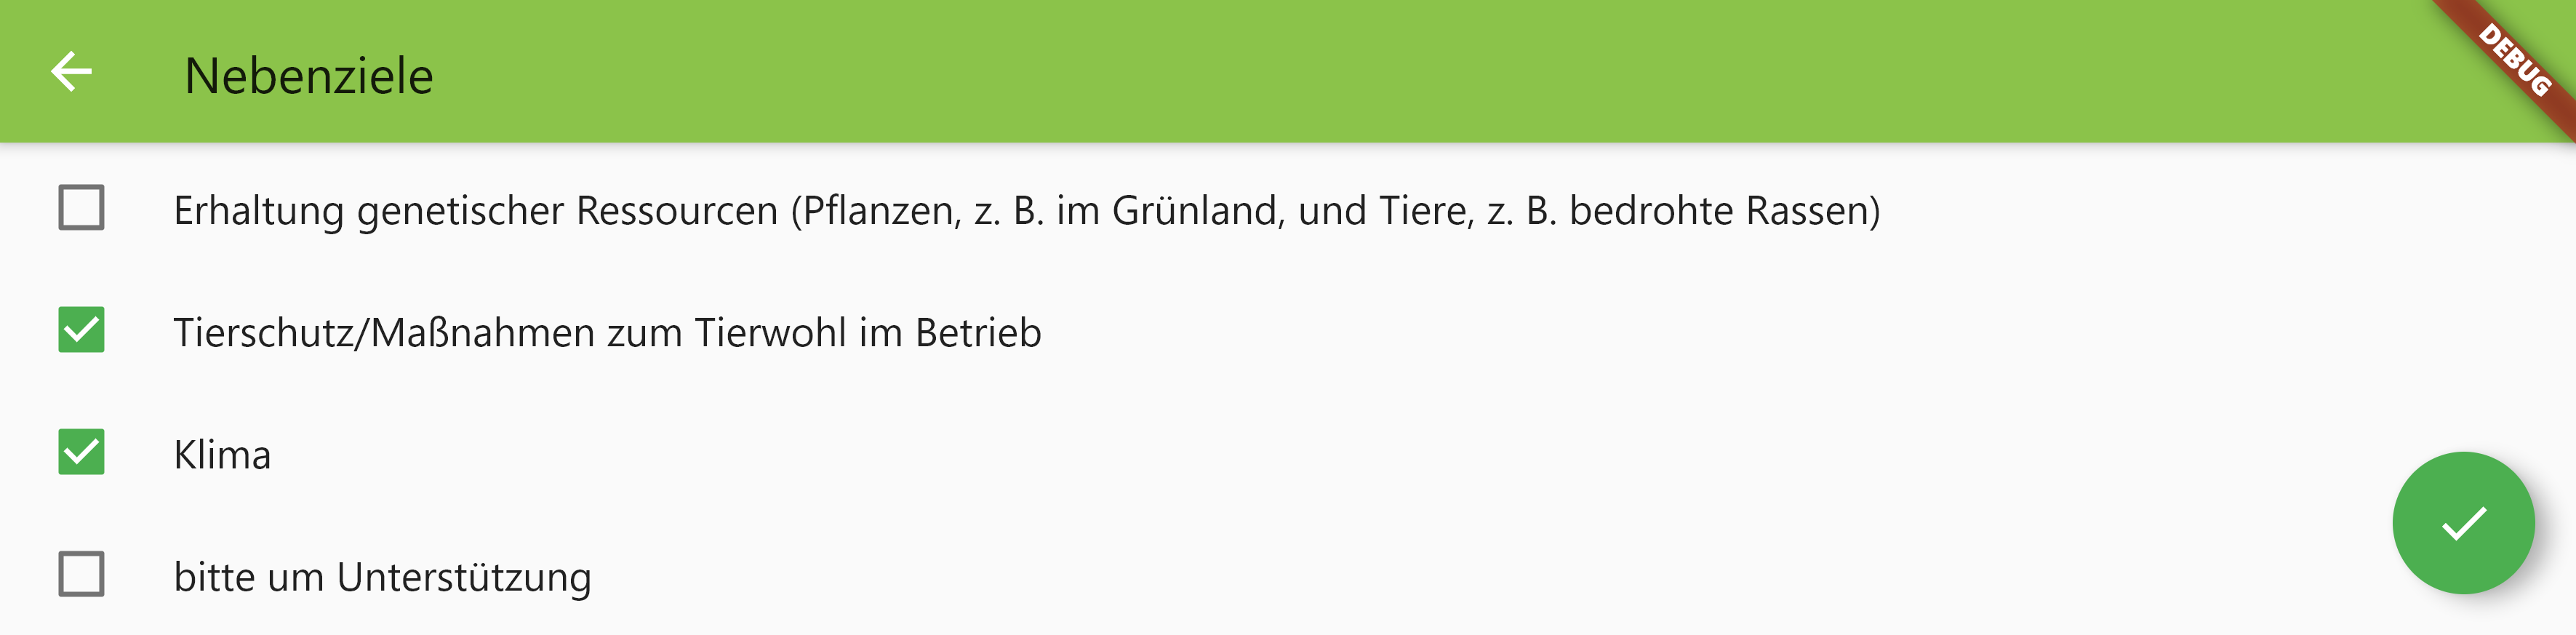 Nebenziele
DEBUG
Erhaltung genetischer Ressourcen (Pflanzen, z. B. im Grünland, und Tiere, z. B. bedrohte Rassen)
Tierschutz/Maßnahmen zum Tierwohl im Betrieb
Klima
bitte um Unterstützung